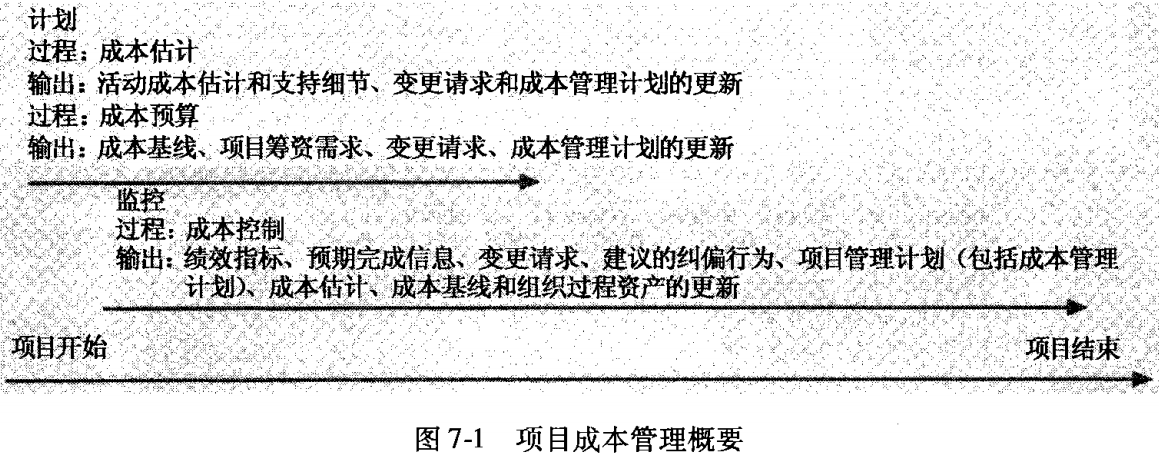 计划
过程：成本估计
输出：活动成本估计和支持细节、变更请求和成本管理计划的更新
过程：成本预算
输出：成本基线、项目筹资需求、变更请求、成本管理计划的更新
监控
过程：成本控制
输出：绩效指标、预期完成信息、变更请求、建议的纠偏行为、项目管理计划（包括成本管理
计划）、成本估计、成本基线和组织过程资产的更新
项目开始 项目结束
图 7-1 项目成本管理概要